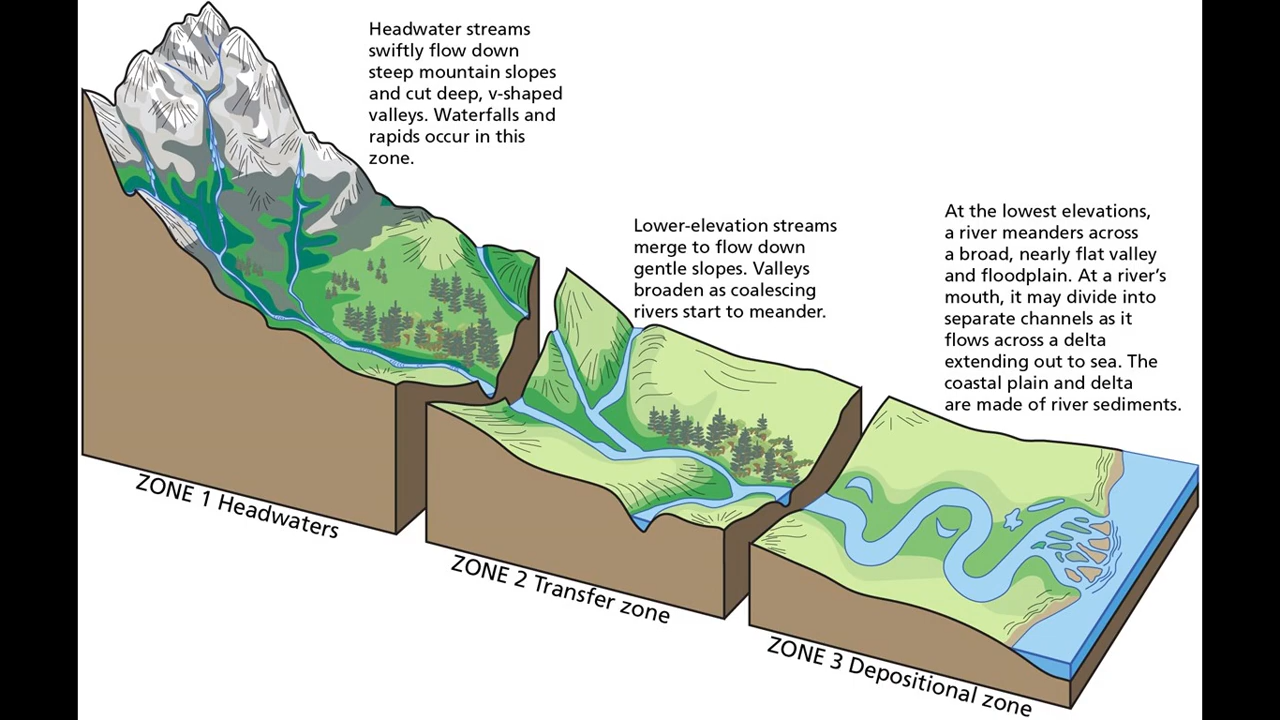 Headwater streams
swiftly flow down
steep mountain slopes
and cut deep, v-shaped
valleys. Waterfalls and
rapids occur in this
zone.
Lower-elevation streams
merge to flow down
gentle slopes. Valleys
broaden as coalescing
rivers start to meander.
At the lowest elevations,
a river meanders across
a broad, nearly flat valley
and floodplain. At a river’s
mouth, it may divide into
separate channels as it
flows across a delta
extending out to sea. The
coastal plain and delta
are made of river sediments.
ZONE 1 Headwaters
ZONE 2 Transfer zone
ZONE 3 Depositional zone